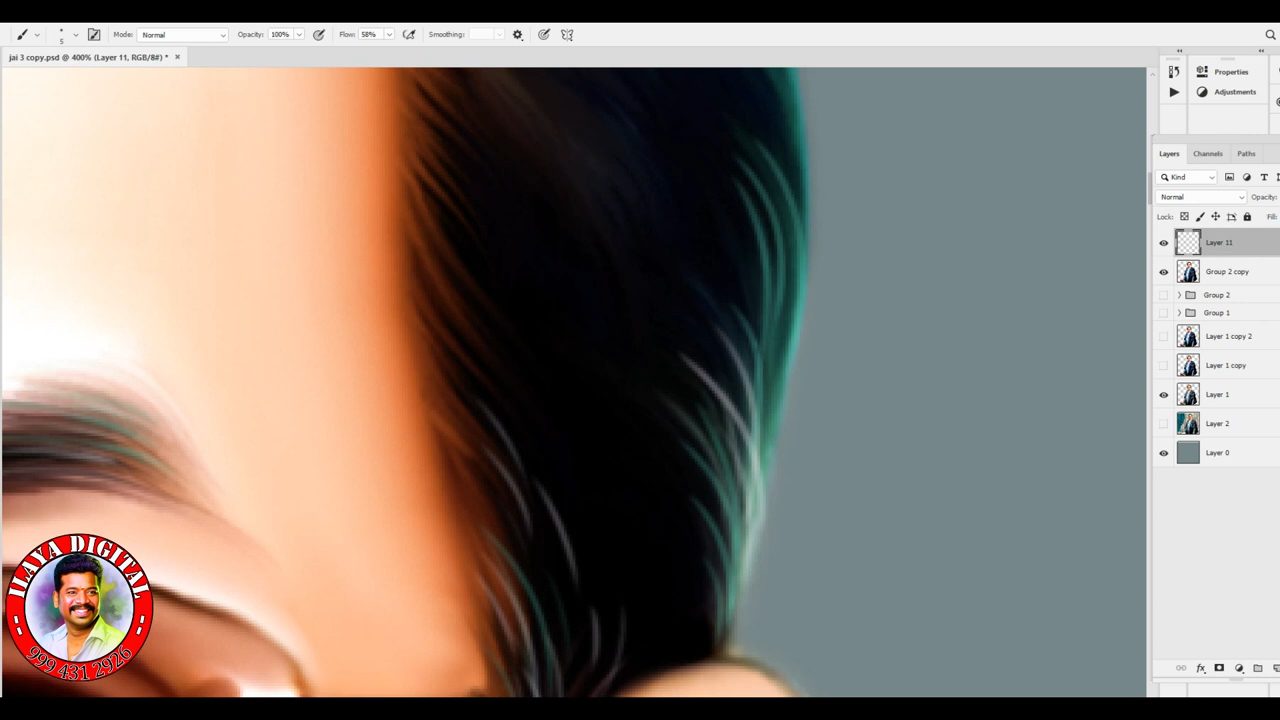 5
Mode: Normal
Opacity: 100%
Flow: 58%
Smoothing:
jai 3 copy.psd @ 400% (Layer 11, RGB/8#) *
Properties
Adjustments
Layers Channels Paths
Kind
Normal
Opacity:
Lock:
Fill:
Layer 11
Group 2 copy
Group 2
Group 1
Layer 1 copy 2
Layer 1 copy
Layer 1
Layer 2
Layer 0
fx
ILAYA DIGITAL
999 431 2926